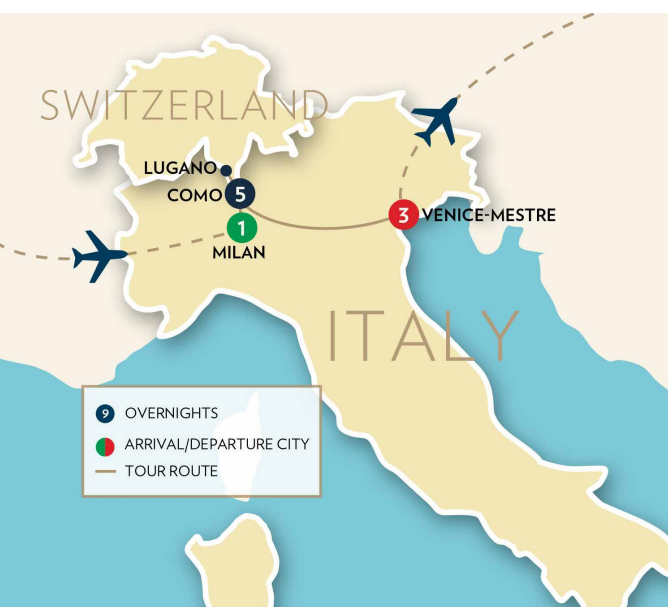 SWITZERLAND
LUGANO
COMO 5
1
MILAN
3 VENICE-MESTRE
ITALY
9 OVERNIGHTS
ARRIVAL/DEPARTURE CITY
TOUR ROUTE